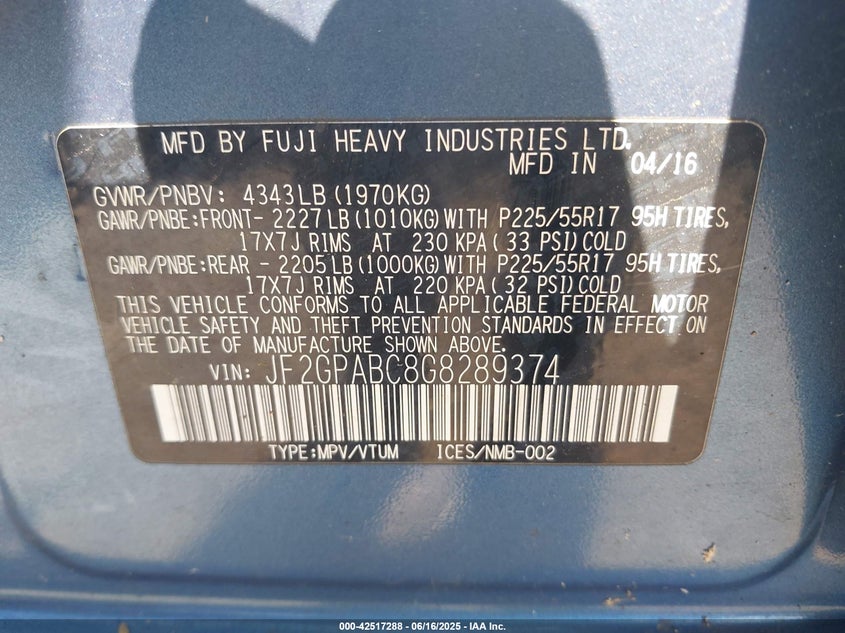 MFD BY FUJI HEAVY INDUSTRIES LTD.
MFD IN 04/16
GVWR/PNBV: 4343LB (1970KG)
GAWR/PNBE:FRONT- 2227LB (1010KG) WITH P225/55R17 95H TIRES,
17X7J RIMS AT 230 KPA (33 PSI) COLD
GAWR/PNBE:REAR - 2205LB (1000KG) WITH P225/55R17 95H TIRES,
17X7J RIMS AT 220 KPA (32 PSI) COLD
THIS VEHICLE CONFORMS TO ALL APPLICABLE FEDERAL MOTOR
VEHICLE SAFETY AND THEFT PREVENTION STANDARDS IN EFFECT ON
THE DATE OF MANUFACTURE SHOWN ABOVE.
VIN: JF2GPABC8G8289374
TYPE:MPV/VTUM ICES/NMB-002
000-42517288 - 06/16/2025 - IAA Inc.